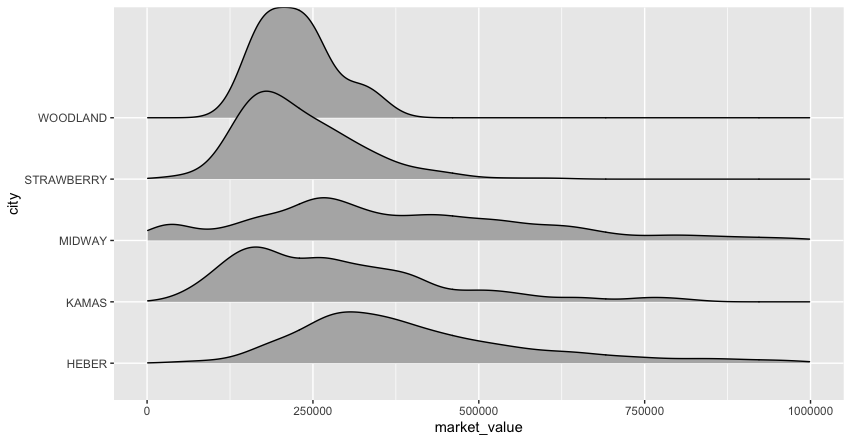 WOODLAND
STRAWBERRY
MIDWAY
KAMAS
HEBER
city
0 250000 500000 750000 1000000
market_value